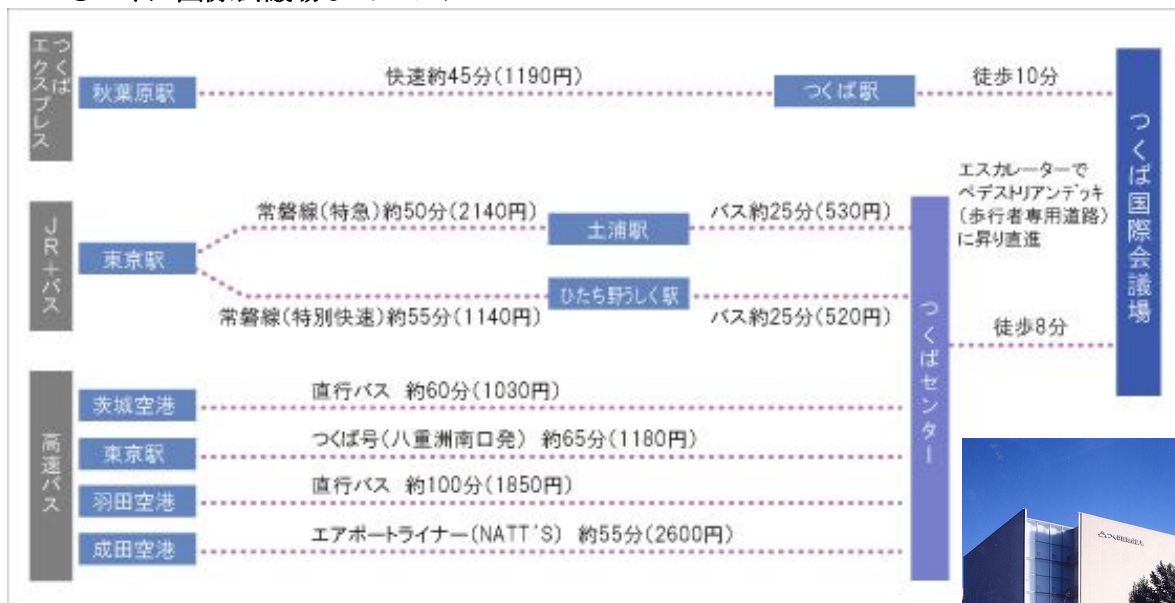 つくば
エクスプレス
秋葉原駅
快速約45分(1190円)
つくば駅
徒歩10分
つくば国際会議場
JR+バス
東京駅
常磐線(特急)約50分(2140円)
土浦駅
バス約25分(530円)
エスカレーターで
ペデストリアンデッキ
(歩行者専用道路)
に昇り直進
常磐線(特別快速)約55分(1140円)
ひたち野うしく駅
バス約25分(520円)
つくばセンター
徒歩8分
高速バス
茨城空港
直行バス 約60分(1030円)
東京駅
つくば号(八重洲南口発) 約65分(1180円)
羽田空港
直行バス 約100分(1850円)
成田空港
エアポートライナー(NATT'S) 約55分(2600円)